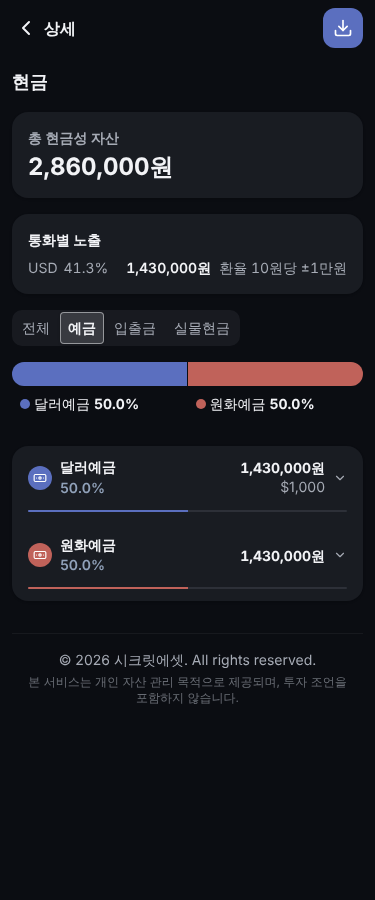 상세
현금
총 현금성 자산
2,860,000원
통화별 노출
USD 41.3% 1,430,000원 환율 10원당 ±1만원
전체 예금 입출금 실물현금
달러예금 50.0% 원화예금 50.0%
달러예금 1,430,000원
50.0% $1,000
원화예금 1,430,000원
50.0%
© 2026 시크릿에셋. All rights reserved.
본 서비스는 개인 자산 관리 목적으로 제공되며, 투자 조언을
포함하지 않습니다.